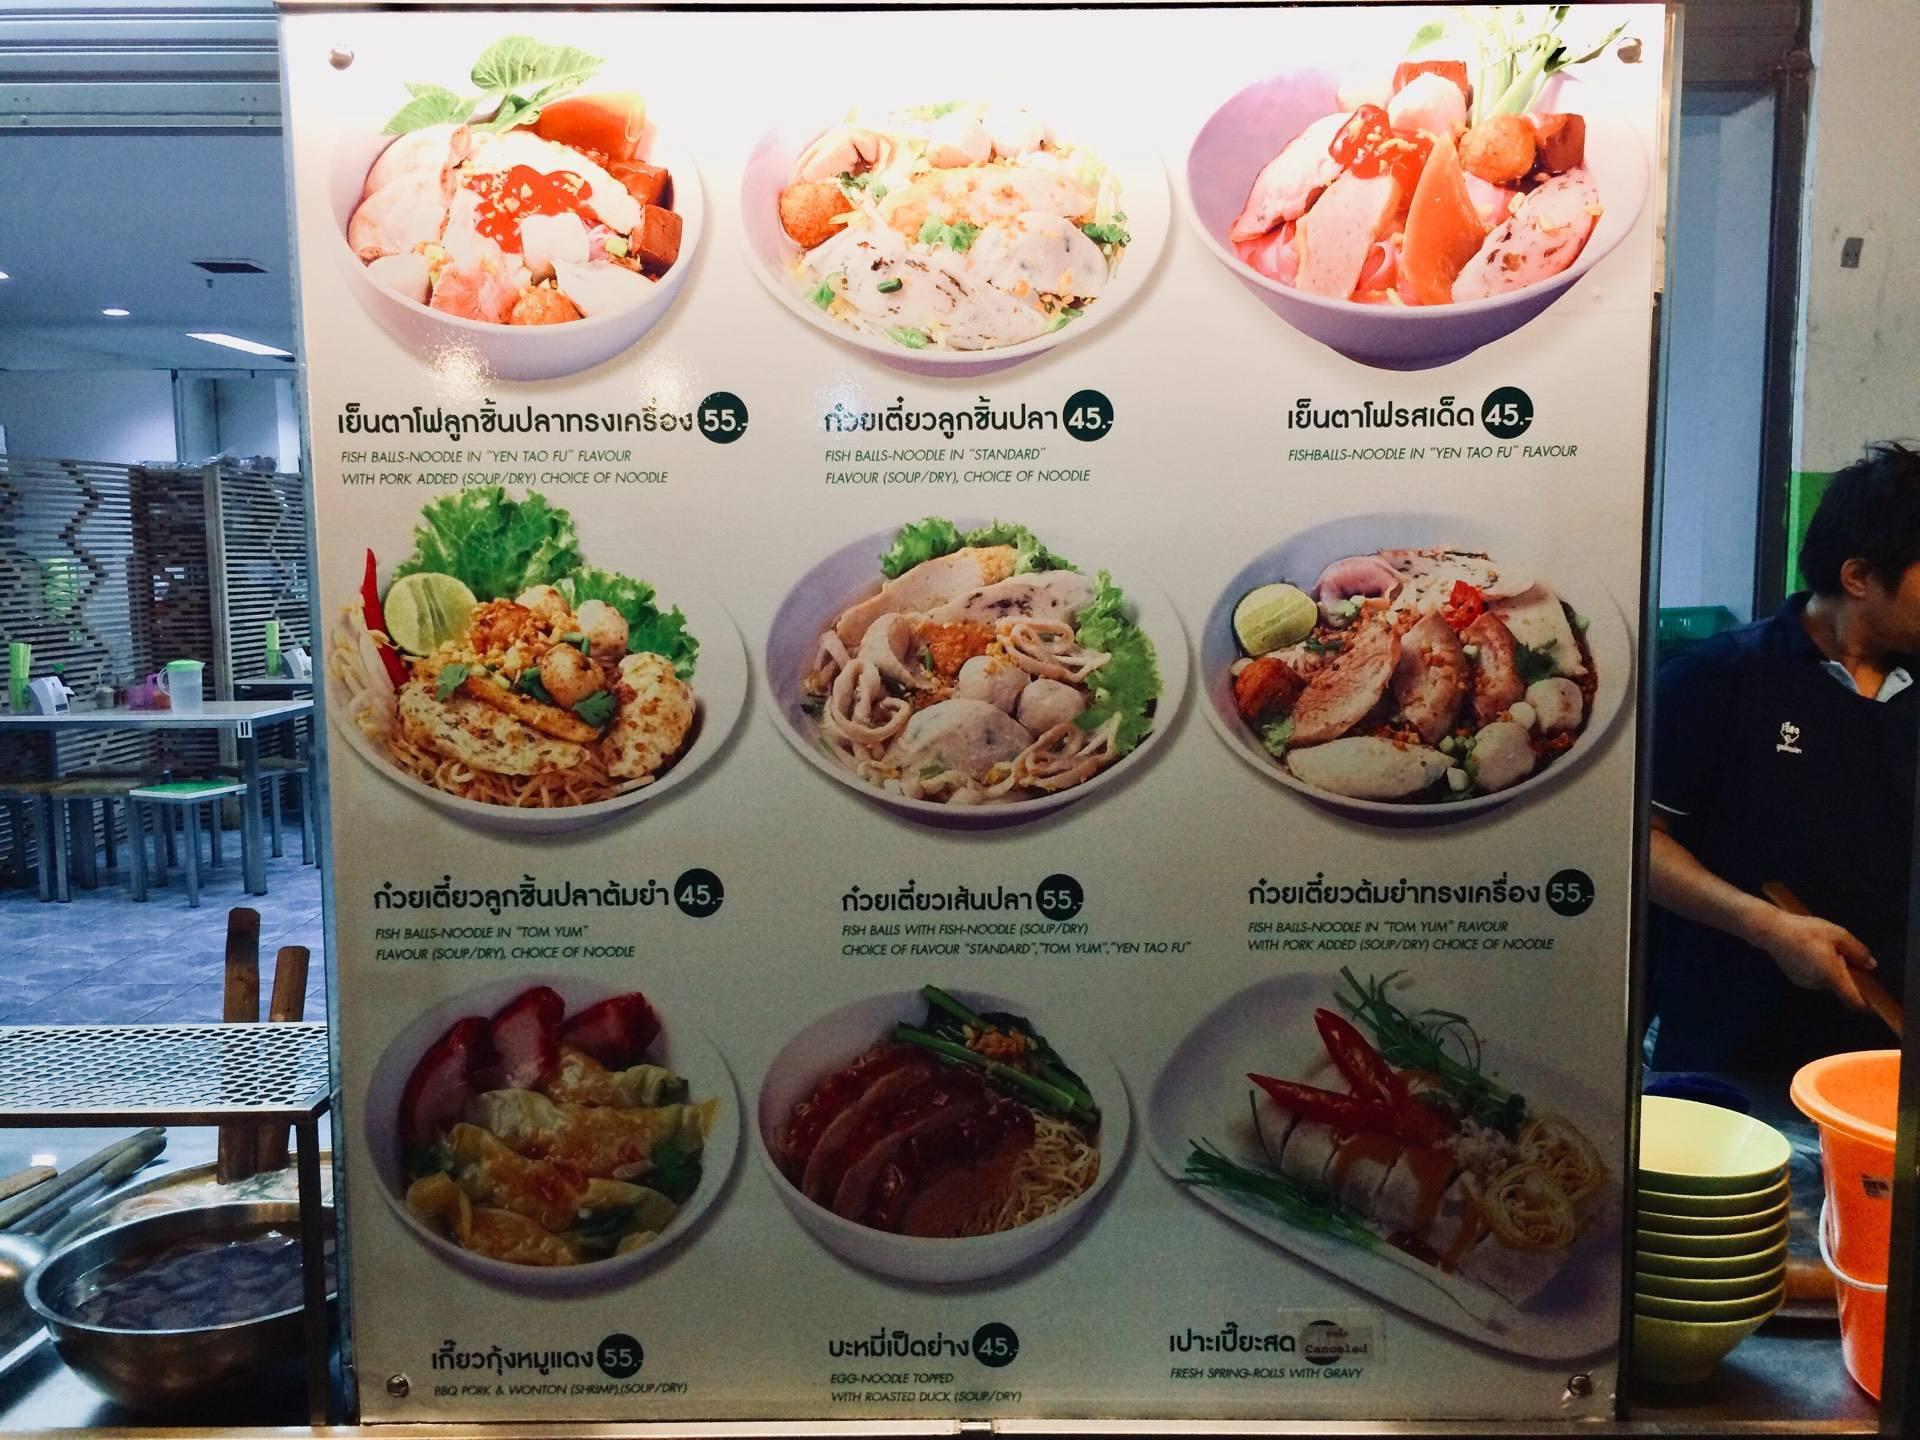 เย็นตาโฟลูกชิ้นปลาทรงเครื่อง 55.-
FISH BALLS-NOODLE IN "YEN TAO FU" FLAVOUR
WITH PORK ADDED (SOUP/DRY) CHOICE OF NOODLE
ก๋วยเตี๋ยวลูกชิ้นปลา 45.-
FISH BALLS-NOODLE IN "STANDARD"
FLAVOUR (SOUP/DRY), CHOICE OF NOODLE
เย็นตาโฟรสเด็ด 45.-
FISHBALLS-NOODLE IN "YEN TAO FU" FLAVOUR
ก๋วยเตี๋ยวลูกชิ้นปลาต้มยำ 45.-
FISH BALLS-NOODLE IN "TOM YUM"
FLAVOUR (SOUP/DRY), CHOICE OF NOODLE
ก๋วยเตี๋ยวเส้นปลา 55.-
FISH BALLS WITH FISH-NOODLE (SOUP/DRY)
CHOICE OF FLAVOUR "STANDARD","TOM YUM","YEN TAO FU"
ก๋วยเตี๋ยวต้มยำทรงเครื่อง 55.-
FISH BALLS-NOODLE IN "TOM YUM" FLAVOUR
WITH PORK ADDED (SOUP/DRY) CHOICE OF NOODLE
เกี๊ยวกุ้งหมูแดง 55.-
BBQ PORK & WONTON (SHRIMP),(SOUP/DRY)
บะหมี่เป็ดย่าง 45.-
EGG-NOODLE TOPPED
WITH ROASTED DUCK (SOUP/DRY)
เปาะเปี๊ยะสด Canceled
FRESH SPRING-ROLLS WITH GRAVY
11